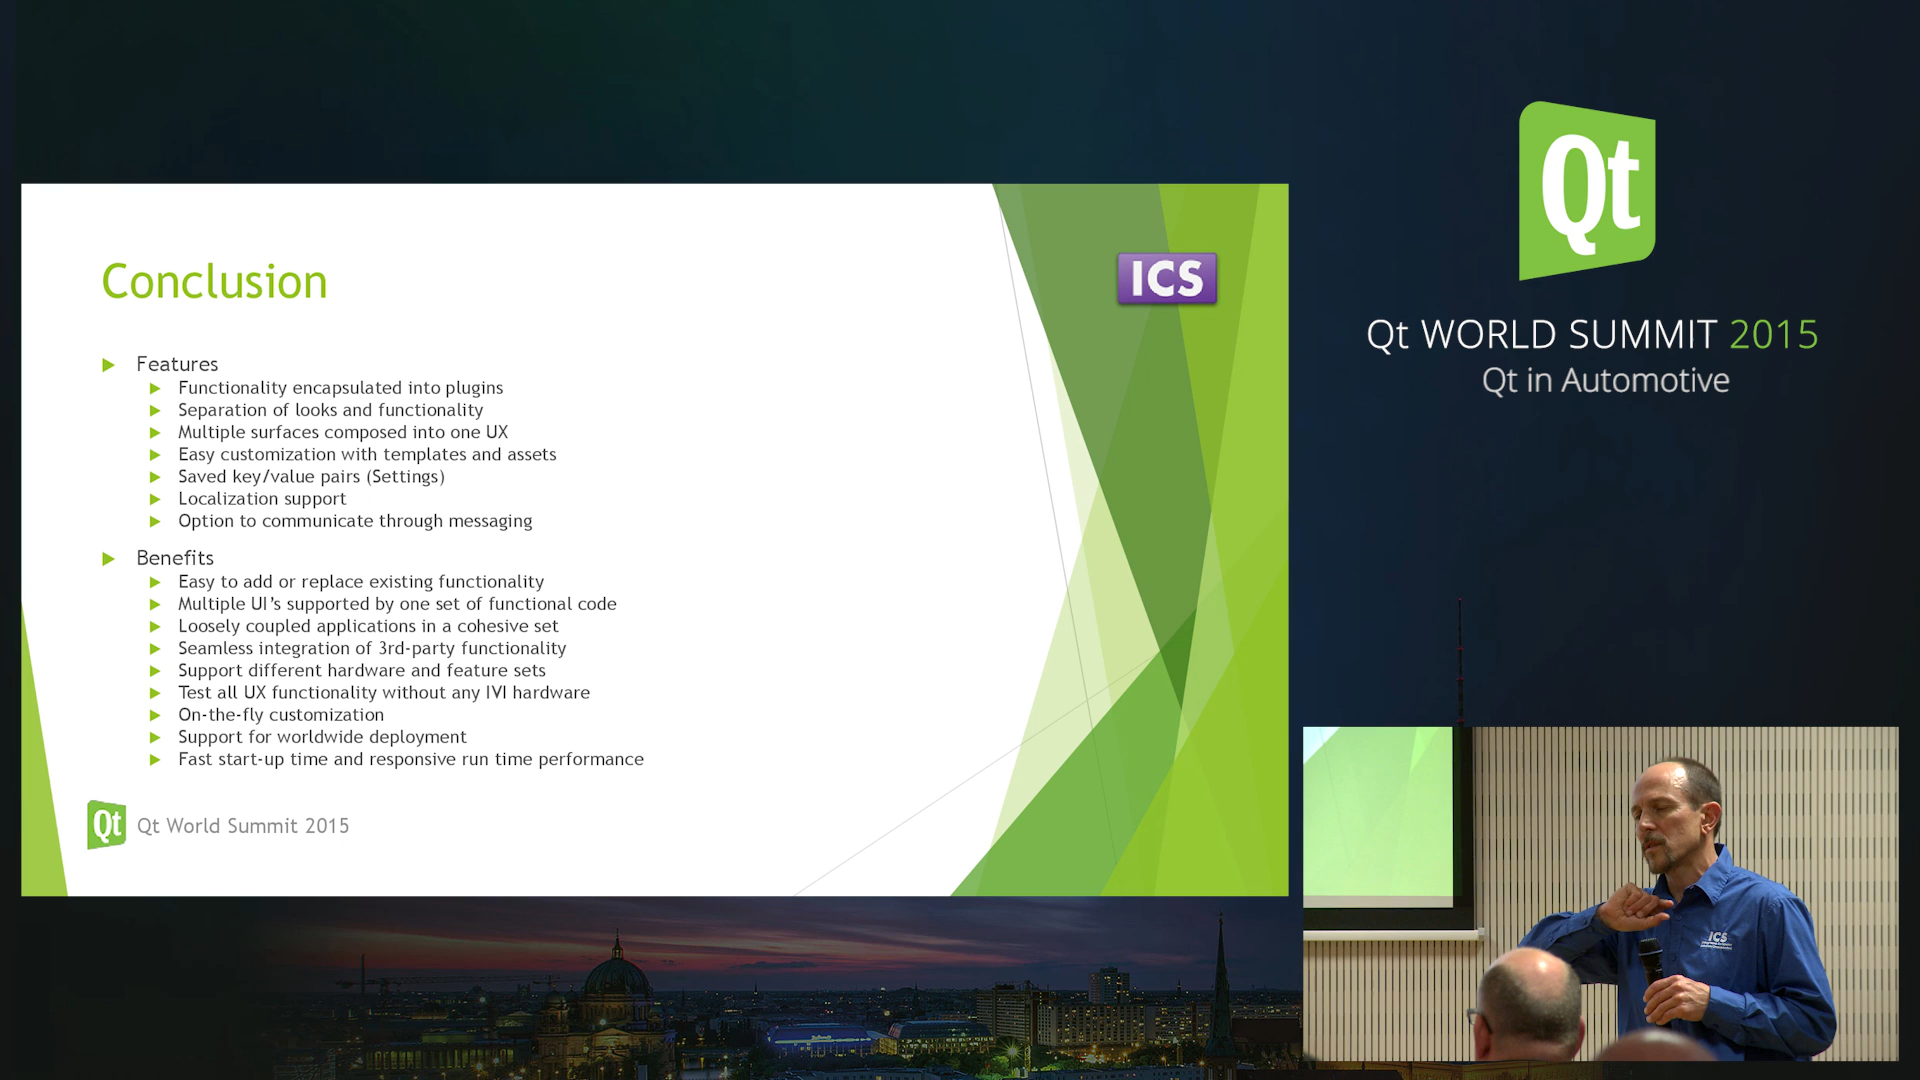 Conclusion
ICS
Features
Functionality encapsulated into plugins
Separation of looks and functionality
Multiple surfaces composed into one UX
Easy customization with templates and assets
Saved key/value pairs (Settings)
Localization support
Option to communicate through messaging
Benefits
Easy to add or replace existing functionality
Multiple UI's supported by one set of functional code
Loosely coupled applications in a cohesive set
Seamless integration of 3rd-party functionality
Support different hardware and feature sets
Test all UX functionality without any IVI hardware
On-the-fly customization
Support for worldwide deployment
Fast start-up time and responsive run time performance
Qt Qt World Summit 2015
Qt
Qt WORLD SUMMIT 2015
Qt in Automotive
ICS